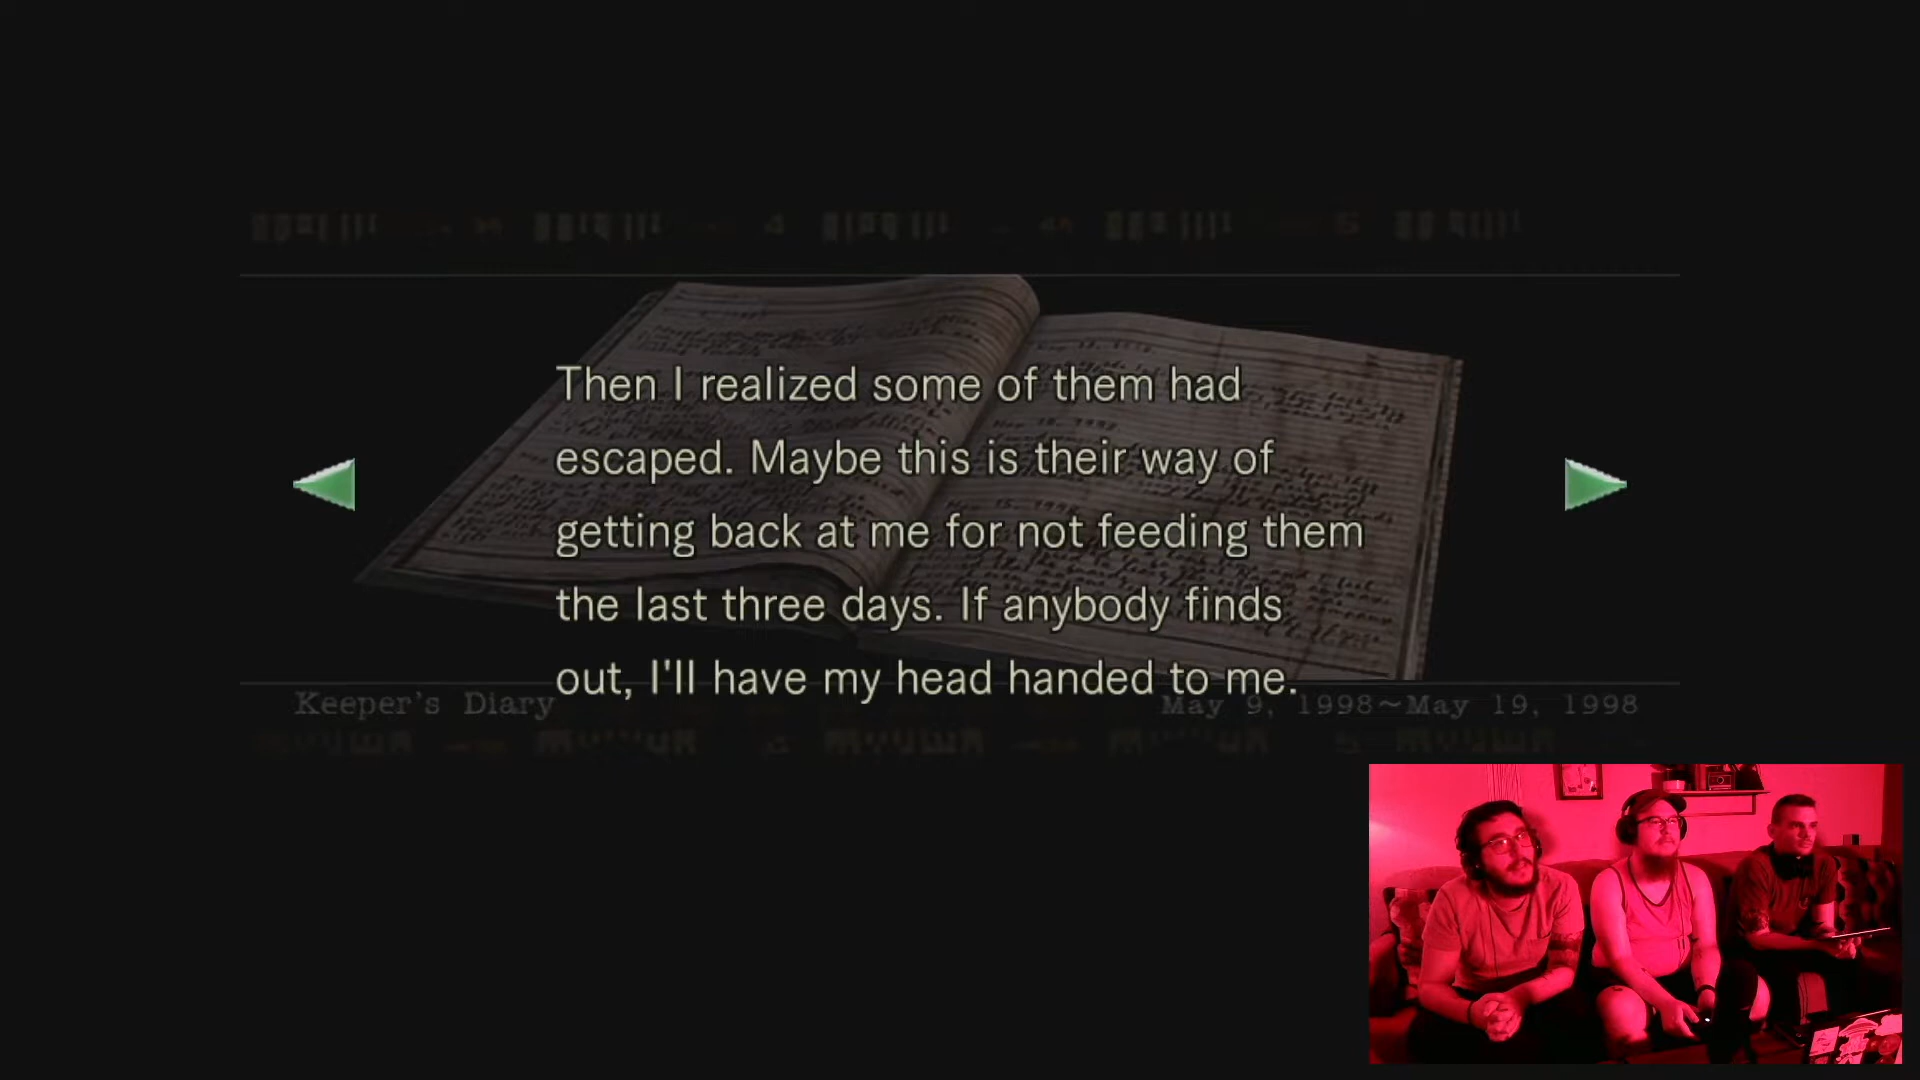 Then I realized some of them had
escaped. Maybe this is their way of
getting back at me for not feeding them
the last three days. If anybody finds
out, I'll have my head handed to me.
Keeper's Diary
May 9, 1998~May 19, 1998